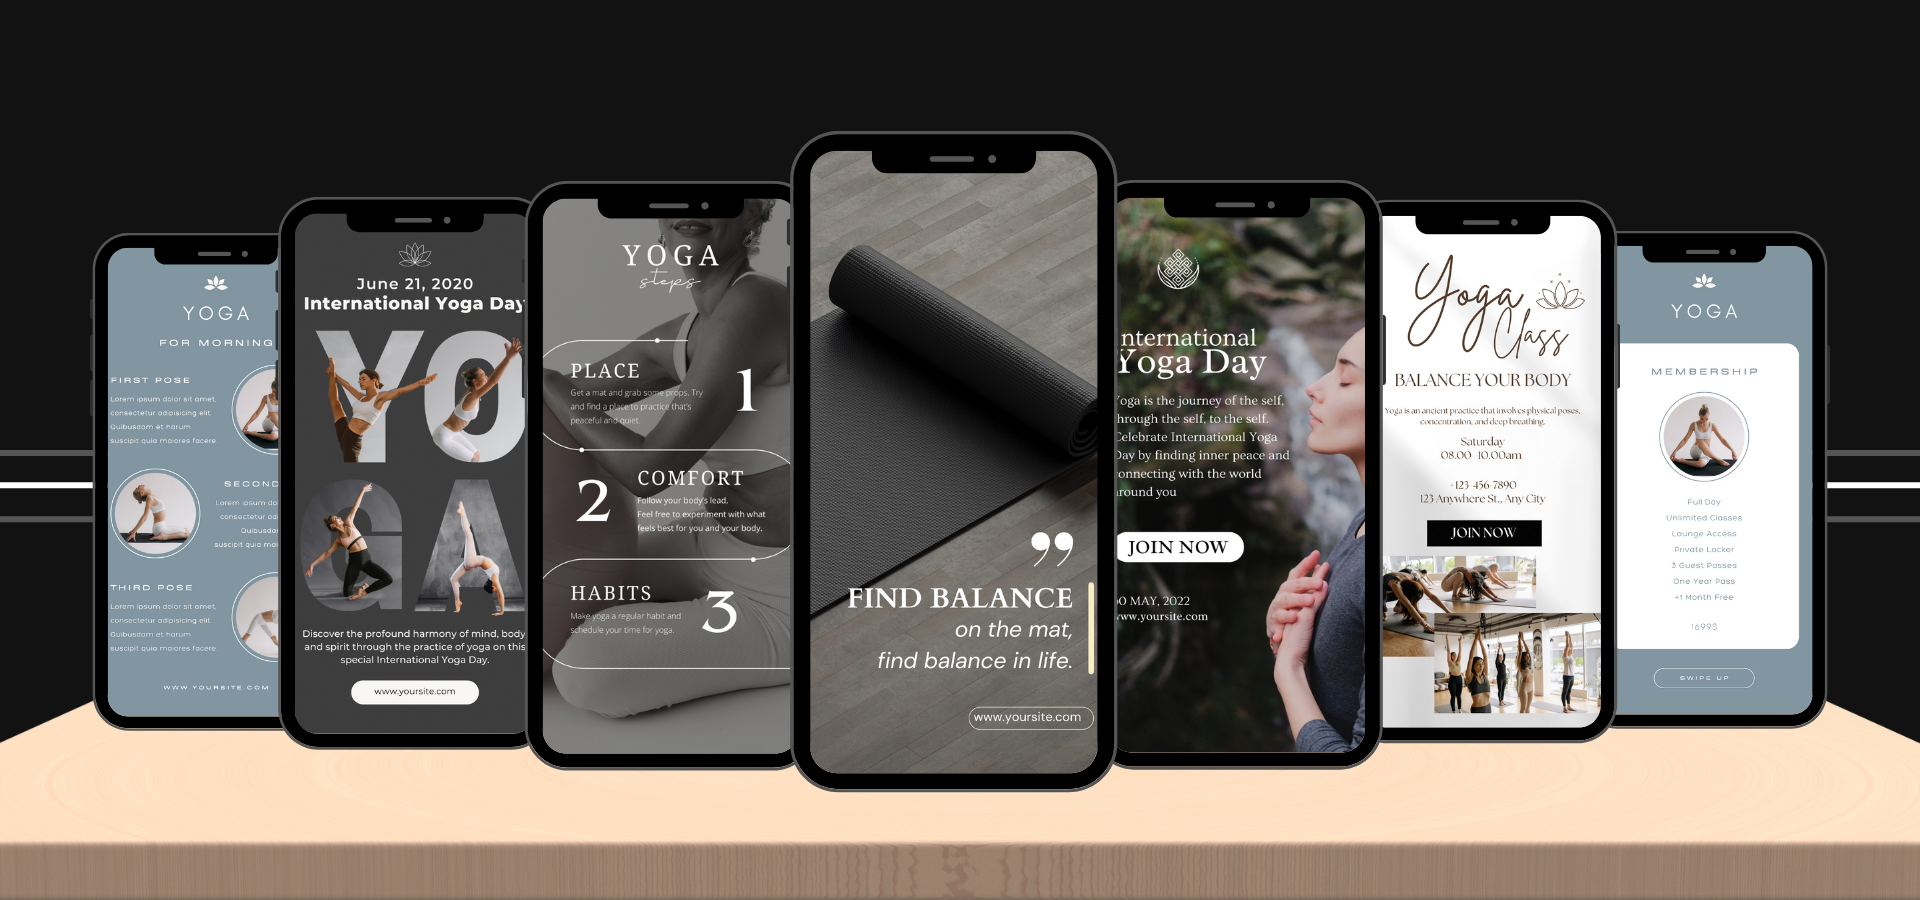 YOGA
FOR MORNING
FIRST POSE
Lorem ipsum dolor sit amet,
consectetur adipisicing elit.
Quibusdam et harum
suscipit quia maiores facere.
SECOND
Lorem ipsum do
consectetur adi
Quibusdam
suscipit quia maio
THIRD POSE
Lorem ipsum dolor sit amet,
consectetur adipisicing elit.
Quibusdam et harum
suscipit quia maiores facere.
WWW.YOURSITE.COM
June 21, 2020
International Yoga Day
YO
GA
Discover the profound harmony of mind, body
and spirit through the practice of yoga on this
special International Yoga Day.
www.yoursite.com
YOGA
steps
PLACE
Get a mat and grab some props. Try
and find a place to practice that's
peaceful and quiet.
1
2
COMFORT
Follow your body's lead.
Feel free to experiment with what
feels best for you and your body.
HABITS
Make yoga a regular habit and
schedule your time for yoga.
3
”
FIND BALANCE
on the mat,
find balance in life.
www.yoursite.com
nternational
Yoga Day
Yoga is the journey of the self,
through the self, to the self.
Celebrate International Yoga
Day by finding inner peace and
connecting with the world
around you
JOIN NOW
0 MAY, 2022
www.yoursite.com
Yoga
Class
BALANCE YOUR BODY
Yoga is an ancient practice that involves physical poses,
concentration, and deep breathing.
Saturday
08.00-10.00am
+123-456-7890
123 Anywhere St., Any City
JOIN NOW
YOGA
MEMBERSHIP
Full Day
Unlimited Classes
Lounge Access
Private Locker
3 Guest Passes
One Year Pass
+1 Month Free
1699$
SWIPE UP